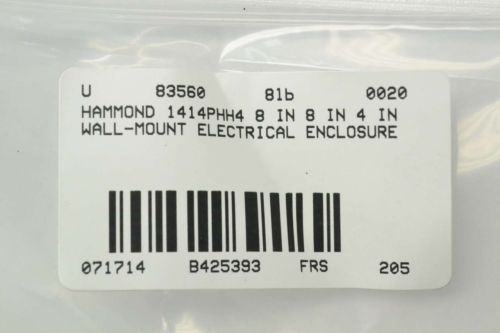 U 83560 81b 0020
HAMMOND 1414PHH4 8 IN 8 IN 4 IN
WALL-MOUNT ELECTRICAL ENCLOSURE
071714 B425393 FRS 205